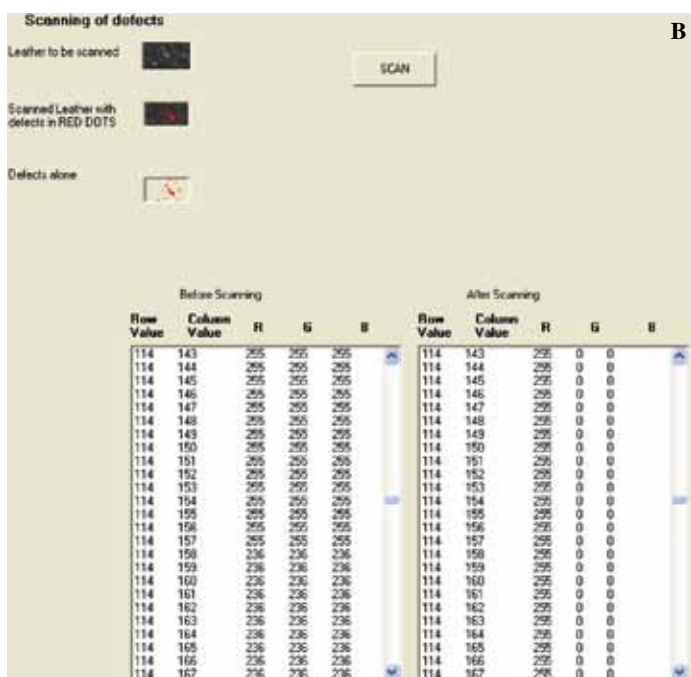 Scanning of defects
B
Leather to be scanned
SCAN
Scanned Leather with
defects in RED DOTS
Defects alone
Before Scanning
After Scanning
Row Value Column Value R G B Row Value Column Value R G B
114 143 255 255 255 114 143 255 0 0
114 144 255 255 255 114 144 255 0 0
114 145 255 255 255 114 145 255 0 0
114 146 255 255 255 114 146 255 0 0
114 147 255 255 255 114 147 255 0 0
114 148 255 255 255 114 148 255 0 0
114 149 255 255 255 114 149 255 0 0
114 150 255 255 255 114 150 255 0 0
114 151 255 255 255 114 151 255 0 0
114 152 255 255 255 114 152 255 0 0
114 153 255 255 255 114 153 255 0 0
114 154 255 255 255 114 154 255 0 0
114 155 255 255 255 114 155 255 0 0
114 156 255 255 255 114 156 255 0 0
114 157 255 255 255 114 157 255 0 0
114 158 236 236 236 114 158 255 0 0
114 159 236 236 236 114 159 255 0 0
114 160 236 236 236 114 160 255 0 0
114 161 236 236 236 114 161 255 0 0
114 162 236 236 236 114 162 255 0 0
114 163 236 236 236 114 163 255 0 0
114 164 236 236 236 114 164 255 0 0
114 165 236 236 236 114 165 255 0 0
114 166 236 236 236 114 166 255 0 0
114 167 236 236 236 114 167 255 0 0